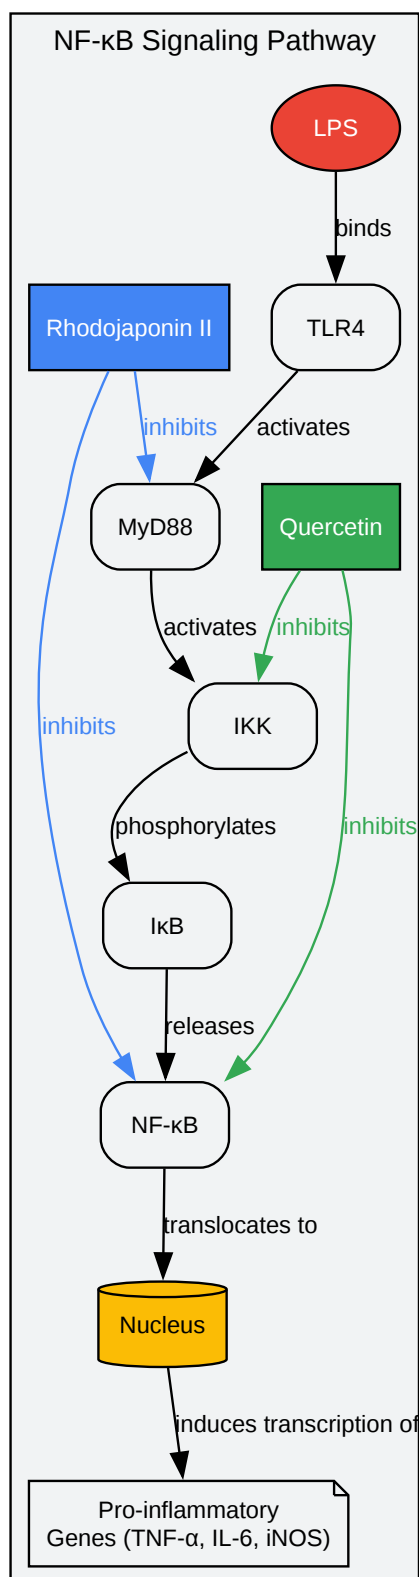 NF-κB Signaling Pathway
LPS
binds
Rhodojaponin II
TLR4
inhibits
activates
MyD88
Quercetin
activates
inhibits
IKK
inhibits
phosphorylates
inhibits
IκB
releases
NF-κB
translocates to
Nucleus
induces transcription of
Pro-inflammatory
Genes (TNF-α, IL-6, iNOS)